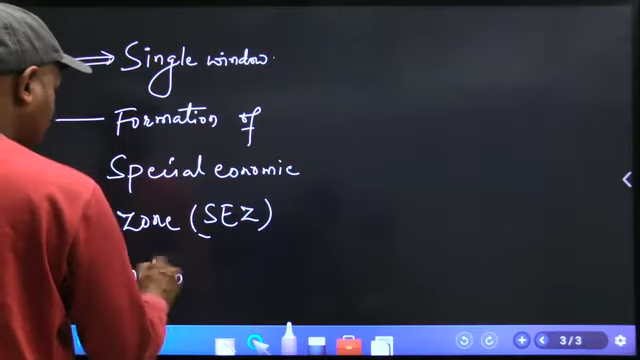 ⇒ Single window.
— Formation of
Special economic
Zone (SEZ)
3/3